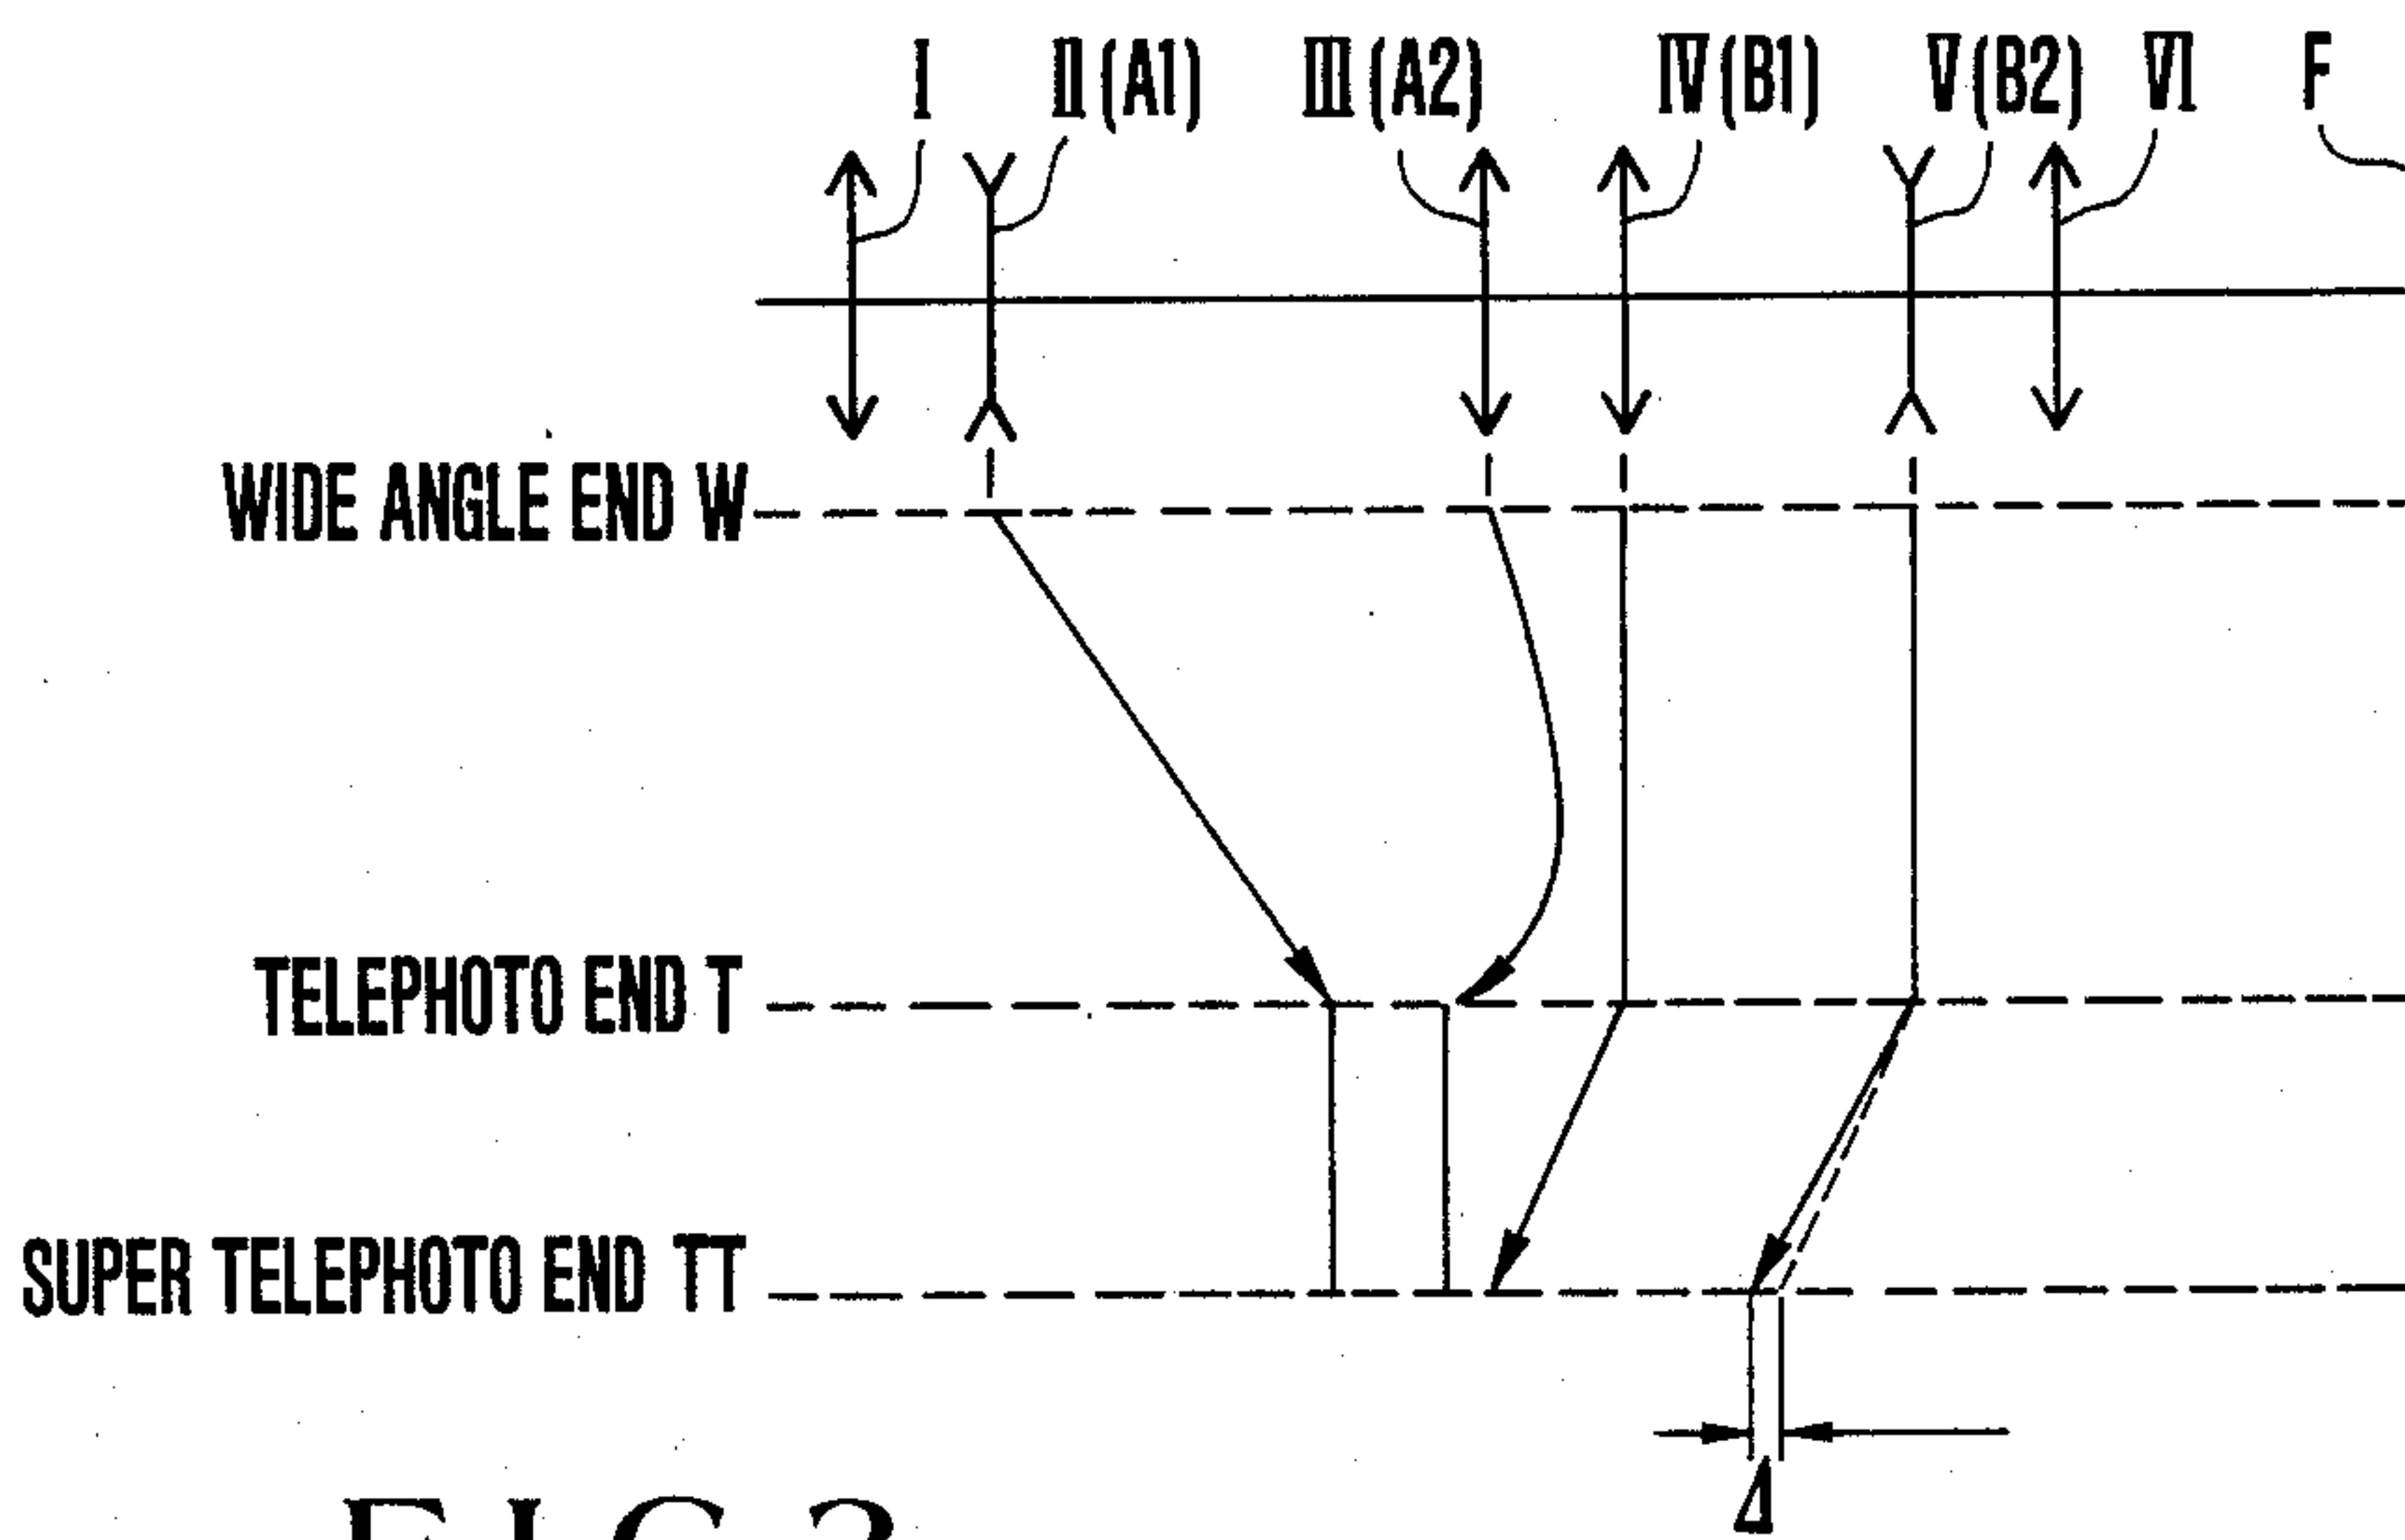 I II(A1) III(A2) IV(B1) V(B2) VI F
WIDE ANGLE END W
TELEPHOTO END T
SUPER TELEPHOTO END TT
Δ